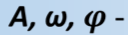 A, ω, φ -